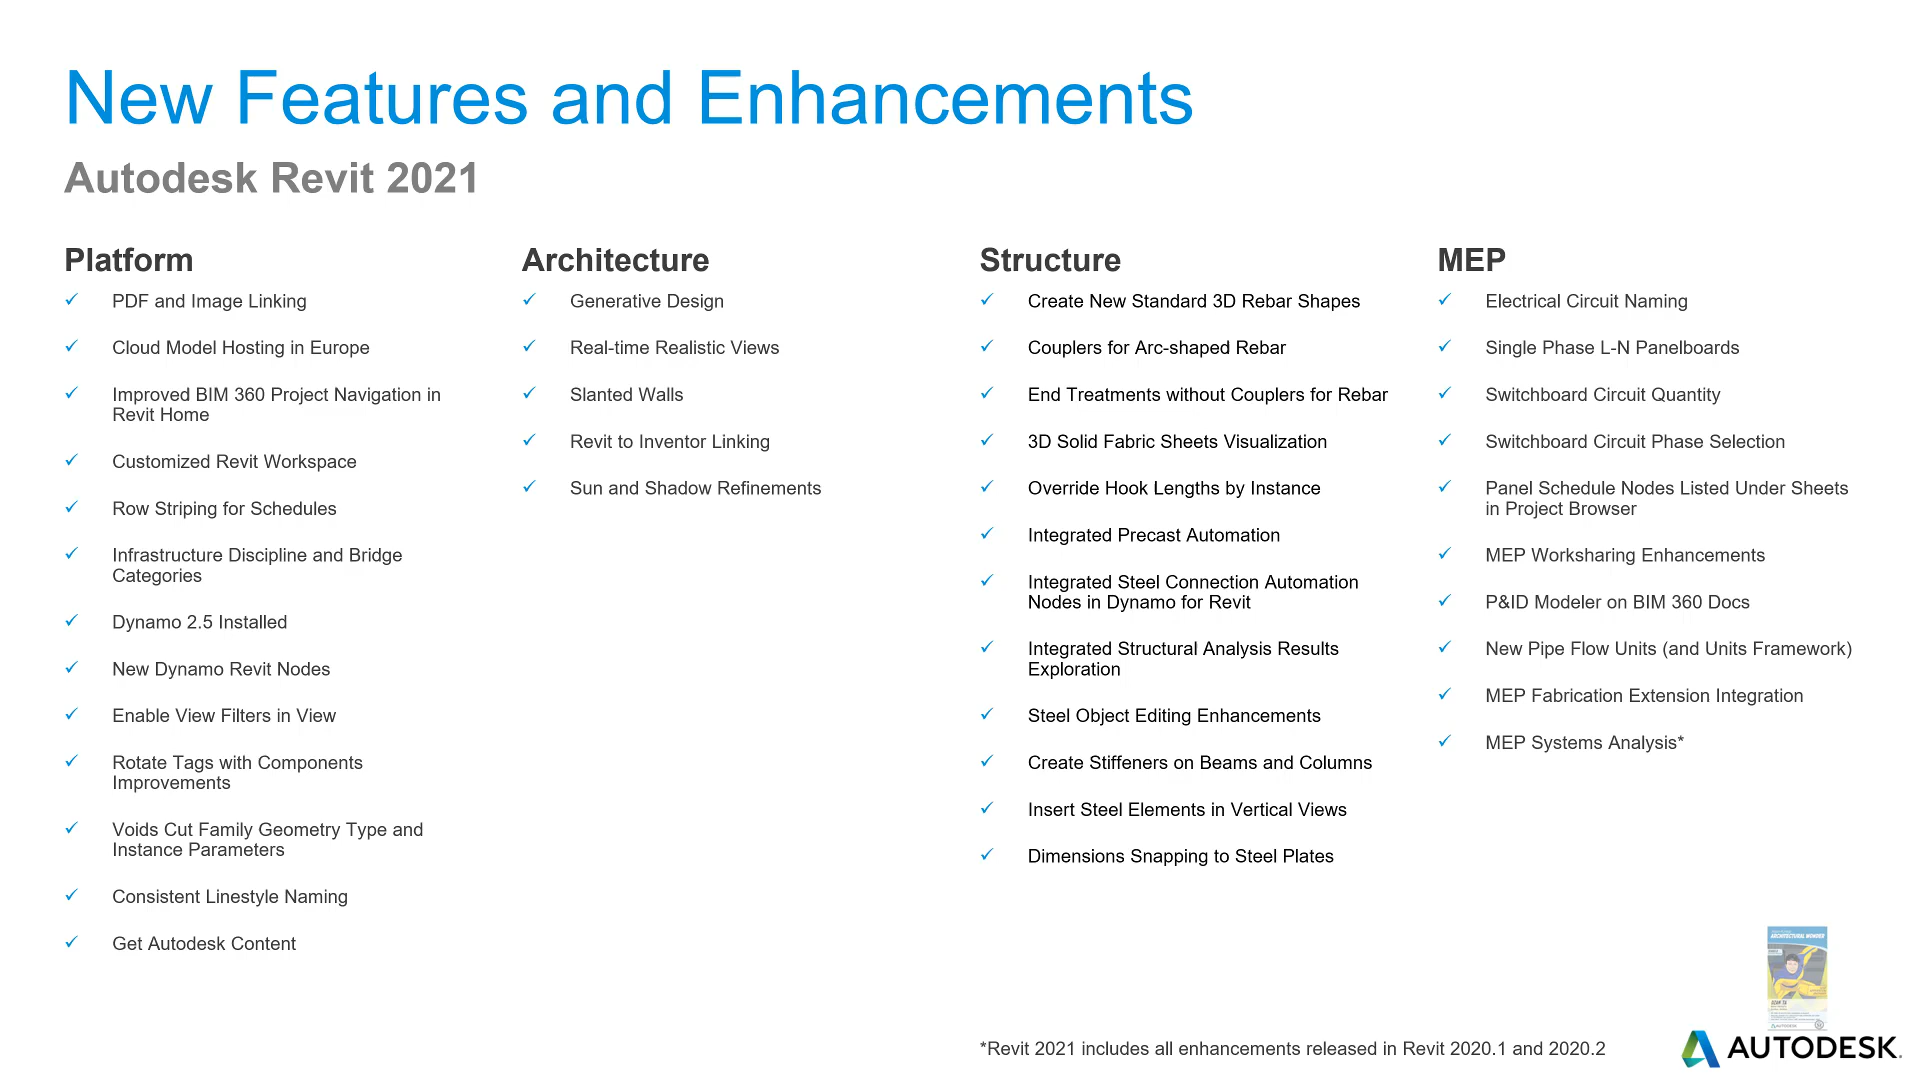 New Features and Enhancements
Autodesk Revit 2021
Platform
PDF and Image Linking
Cloud Model Hosting in Europe
Improved BIM 360 Project Navigation in
Revit Home
Customized Revit Workspace
Row Striping for Schedules
Infrastructure Discipline and Bridge
Categories
Dynamo 2.5 Installed
New Dynamo Revit Nodes
Enable View Filters in View
Rotate Tags with Components
Improvements
Voids Cut Family Geometry Type and
Instance Parameters
Consistent Linestyle Naming
Get Autodesk Content
Architecture
Generative Design
Real-time Realistic Views
Slanted Walls
Revit to Inventor Linking
Sun and Shadow Refinements
Structure
Create New Standard 3D Rebar Shapes
Couplers for Arc-shaped Rebar
End Treatments without Couplers for Rebar
3D Solid Fabric Sheets Visualization
Override Hook Lengths by Instance
Integrated Precast Automation
Integrated Steel Connection Automation
Nodes in Dynamo for Revit
Integrated Structural Analysis Results
Exploration
Steel Object Editing Enhancements
Create Stiffeners on Beams and Columns
Insert Steel Elements in Vertical Views
Dimensions Snapping to Steel Plates
MEP
Electrical Circuit Naming
Single Phase L-N Panelboards
Switchboard Circuit Quantity
Switchboard Circuit Phase Selection
Panel Schedule Nodes Listed Under Sheets
in Project Browser
MEP Worksharing Enhancements
P&ID Modeler on BIM 360 Docs
New Pipe Flow Units (and Units Framework)
MEP Fabrication Extension Integration
MEP Systems Analysis*
ARCHITECTURAL WONDER
AUTODESK
*Revit 2021 includes all enhancements released in Revit 2020.1 and 2020.2
AUTODESK.